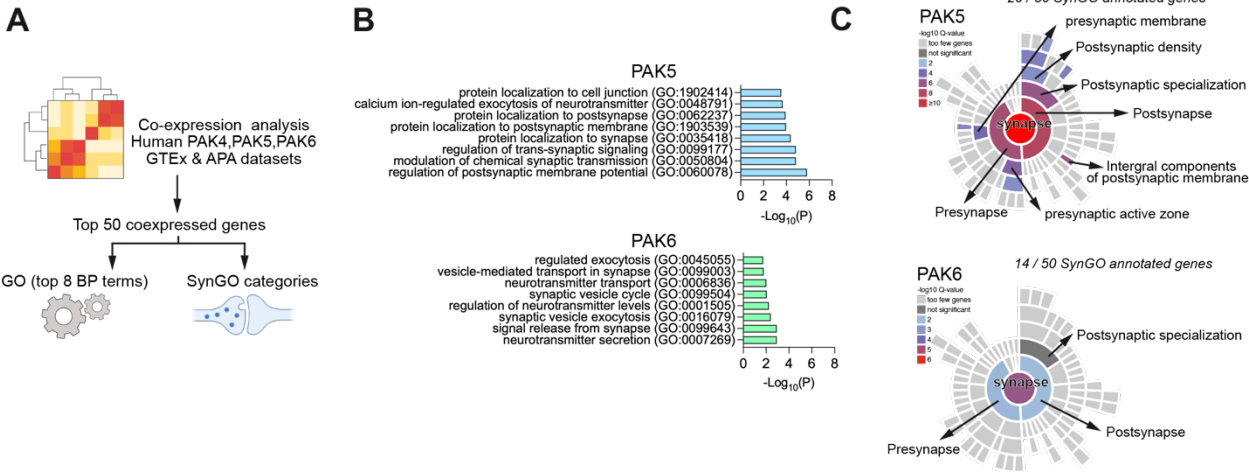 A
Co-expression analysis
Human PAK4,PAK5,PAK6
GTEx & APA datasets
Top 50 coexpressed genes
GO (top 8 BP terms)
SynGO categories
B
PAK5
protein localization to cell junction (GO:1902414)
calcium ion-regulated exocytosis of neurotransmitter (GO:0048791)
protein localization to postsynapse (GO:0062237)
protein localization to postsynaptic membrane (GO:1903539)
protein localization to synapse (GO:0035418)
regulation of trans-synaptic signaling (GO:0099177)
modulation of chemical synaptic transmission (GO:0050804)
regulation of postsynaptic membrane potential (GO:0060078)
0 2 4 6 8
-Log10(P)
PAK6
regulated exocytosis (GO:0045055)
vesicle-mediated transport in synapse (GO:0099003)
neurotransmitter transport (GO:0006836)
synaptic vesicle cycle (GO:0099504)
regulation of neurotransmitter levels (GO:0001505)
synaptic vesicle exocytosis (GO:0016079)
signal release from synapse (GO:0099643)
neurotransmitter secretion (GO:0007269)
0 2 4 6 8
-Log10(P)
C
SynGO annotated genes
PAK5
-log10 Q-value
too few genes
not significant
2
4
6
8
≥10
presynaptic membrane
Postsynaptic density
Postsynaptic specialization
Postsynapse
synapse
Intergral components
of postsynaptic membrane
Presynapse
presynaptic active zone
14 / 50 SynGO annotated genes
PAK6
-log10 Q-value
too few genes
not significant
2
3
4
5
6
Postsynaptic specialization
synapse
Postsynapse
Presynapse